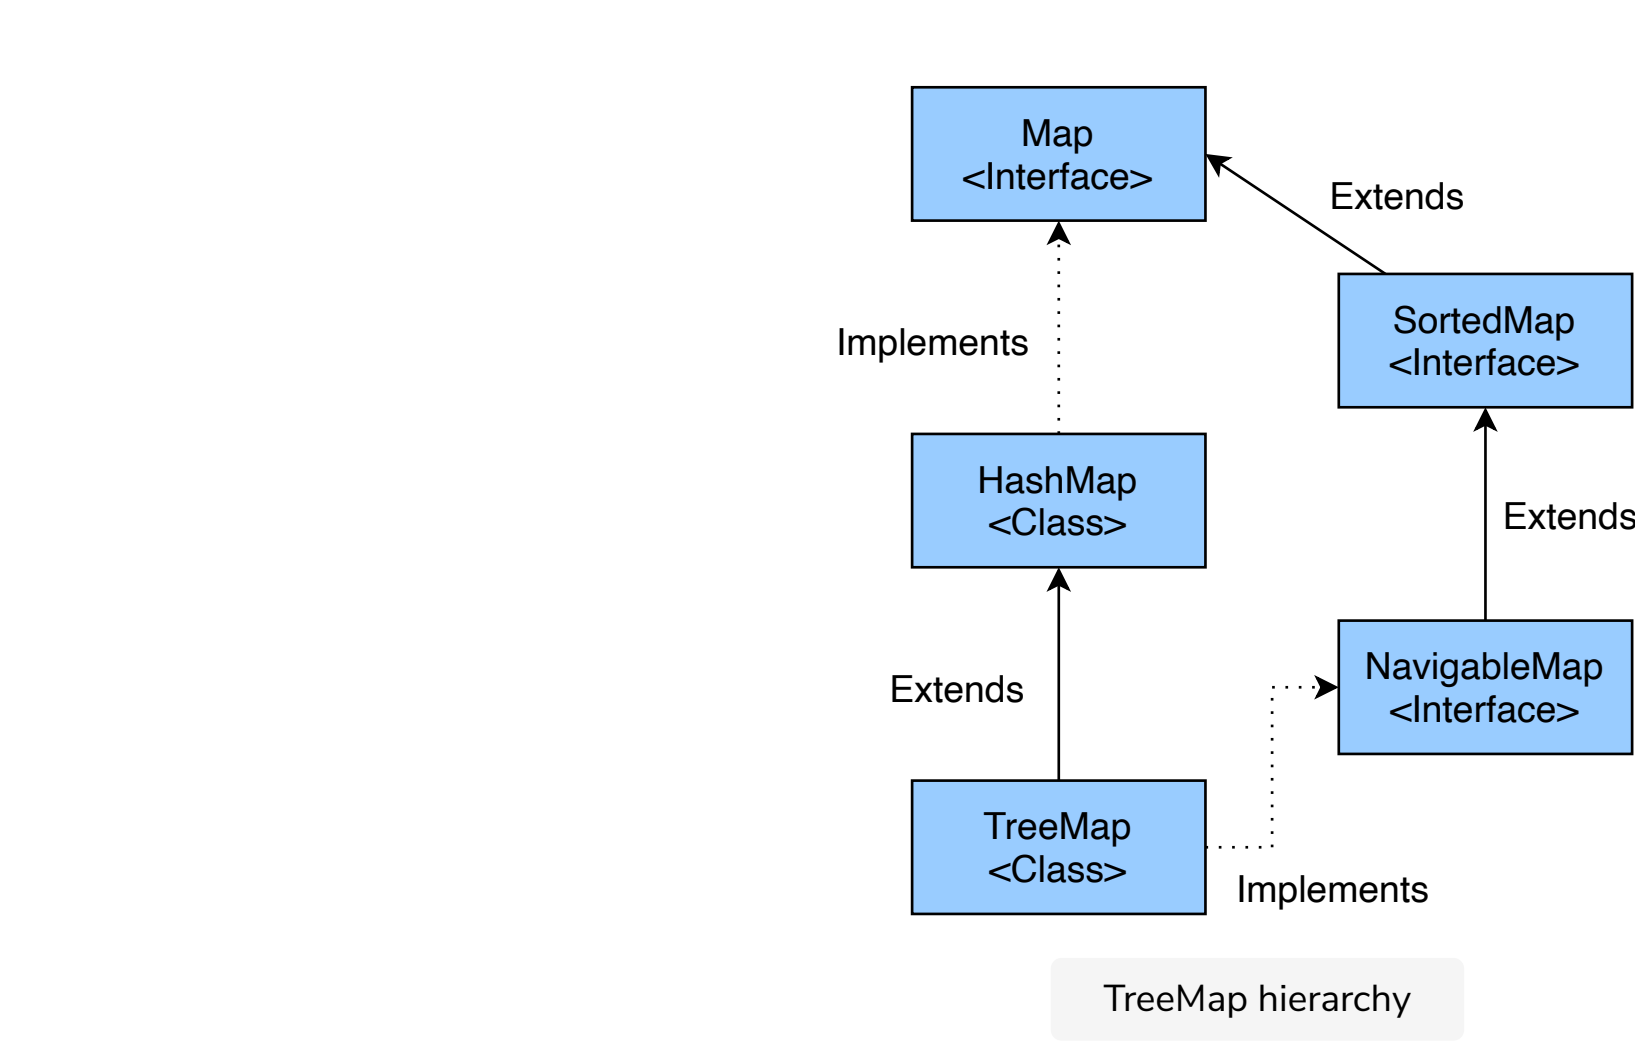 Map
<Interface>
Extends
SortedMap
<Interface>
Implements
HashMap
<Class>
Extends
Extends
NavigableMap
<Interface>
TreeMap
<Class>
Implements
TreeMap hierarchy